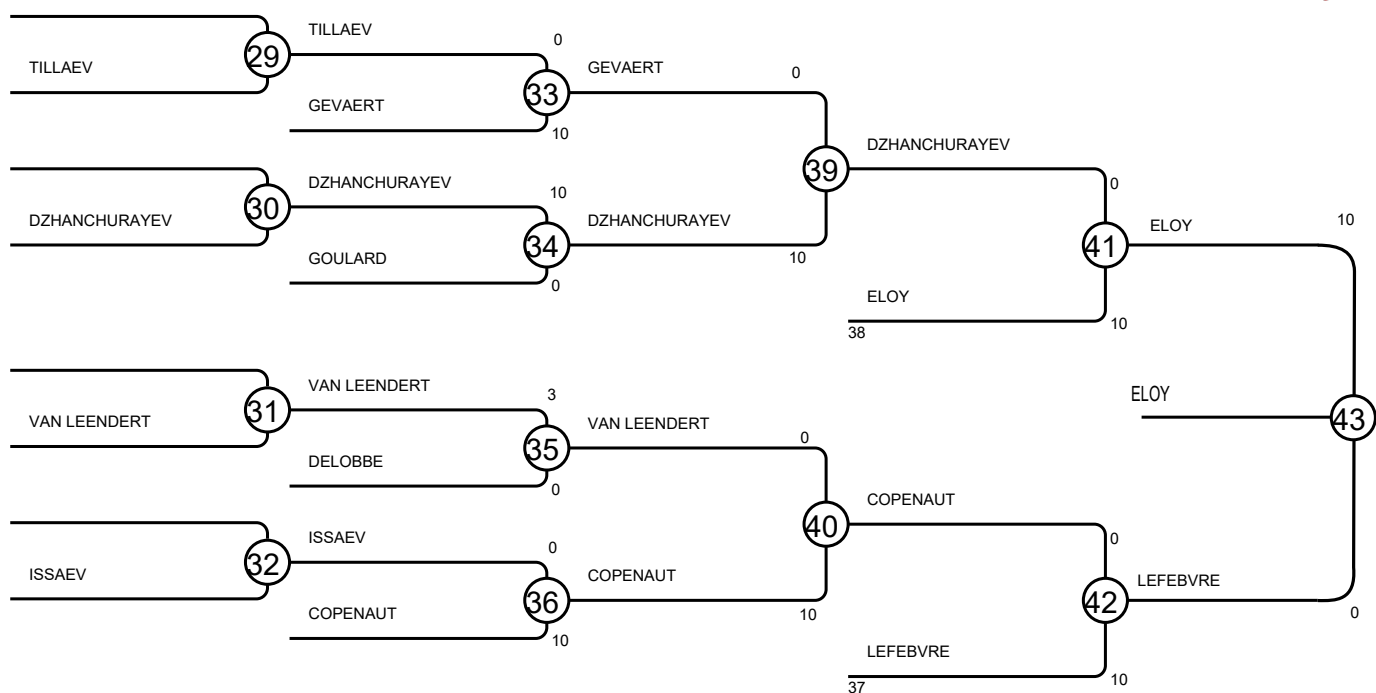 TILLAEV
29
TILLAEV
0
GEVAERT
33
10
GEVAERT
0
DZHANCHURAYEV
30
DZHANCHURAYEV
10
GOULARD
34
0
DZHANCHURAYEV
10
39
DZHANCHURAYEV
0
ELOY
38
41
10
ELOY
10
VAN LEENDERT
31
VAN LEENDERT
3
DELOBBE
35
0
VAN LEENDERT
0
ISSAEV
32
ISSAEV
0
COPENAUT
36
10
COPENAUT
10
40
COPENAUT
0
LEFEBVRE
37
42
10
LEFEBVRE
0
ELOY
43